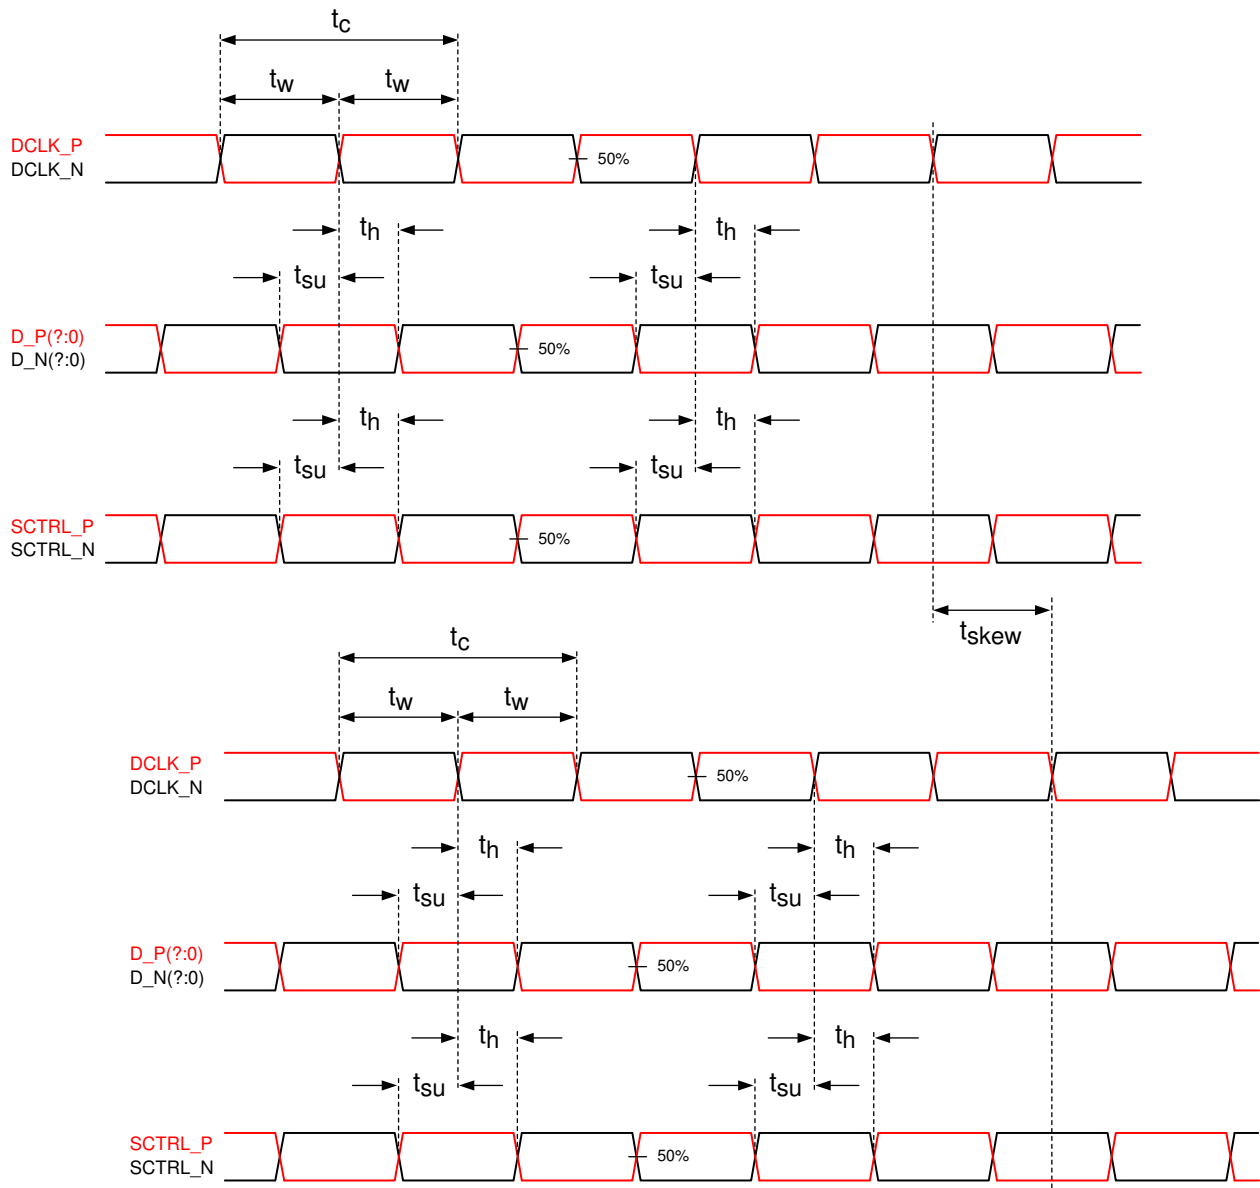 tc
tw tw
DCLK_P
DCLK_N
50%
th th
tsu tsu
D_P(?:0)
D_N(?:0)
50%
th th
tsu tsu
SCTRL_P
SCTRL_N
50%
tskew
tc
tw tw
DCLK_P
DCLK_N
50%
th th
tsu tsu
D_P(?:0)
D_N(?:0)
50%
th th
tsu tsu
SCTRL_P
SCTRL_N
50%